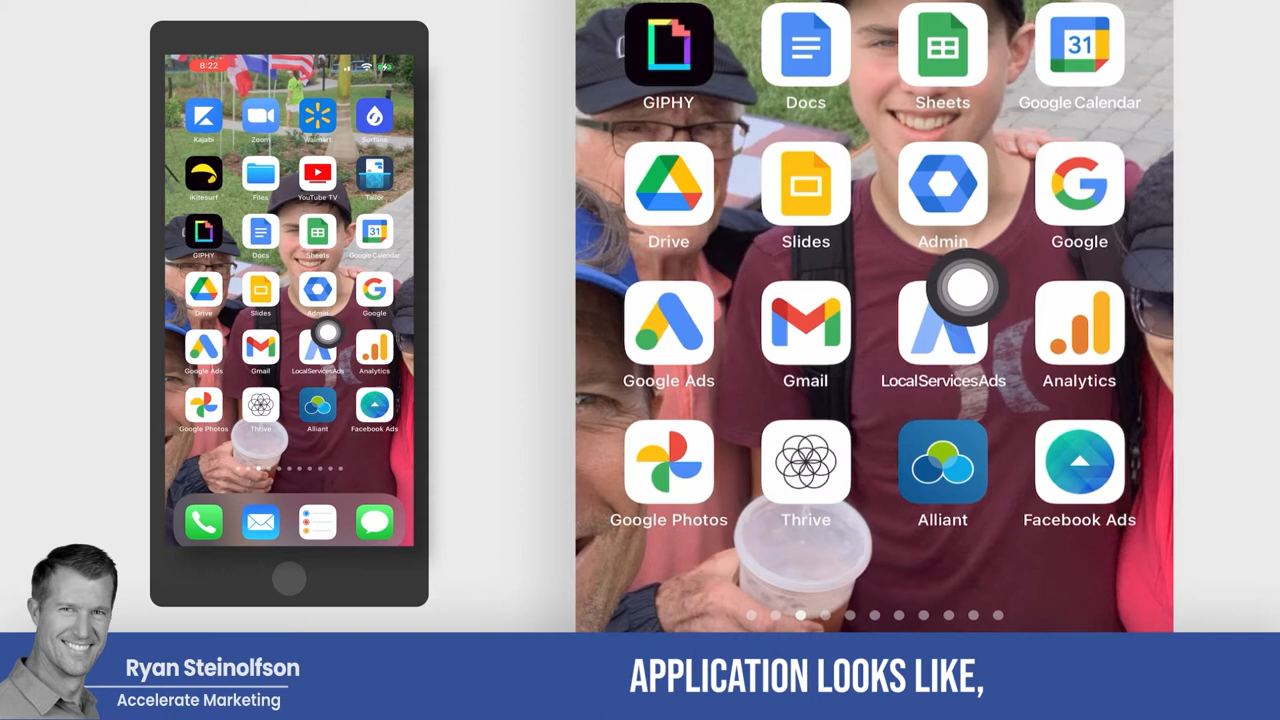 8:22
Kajabi Zoom Walmart Surfline
iKitesurf Files YouTube TV Tailor
GIPHY Docs Sheets Google Calendar
31
Drive Slides Admin Google
Google Ads Gmail LocalServicesAds Analytics
Google Photos Thrive Alliant Facebook Ads
31
GIPHY Docs Sheets Google Calendar
Drive Slides Admin Google
Google Ads Gmail LocalServicesAds Analytics
Google Photos Thrive Alliant Facebook Ads
Ryan Steinolfson
Accelerate Marketing
APPLICATION LOOKS LIKE,